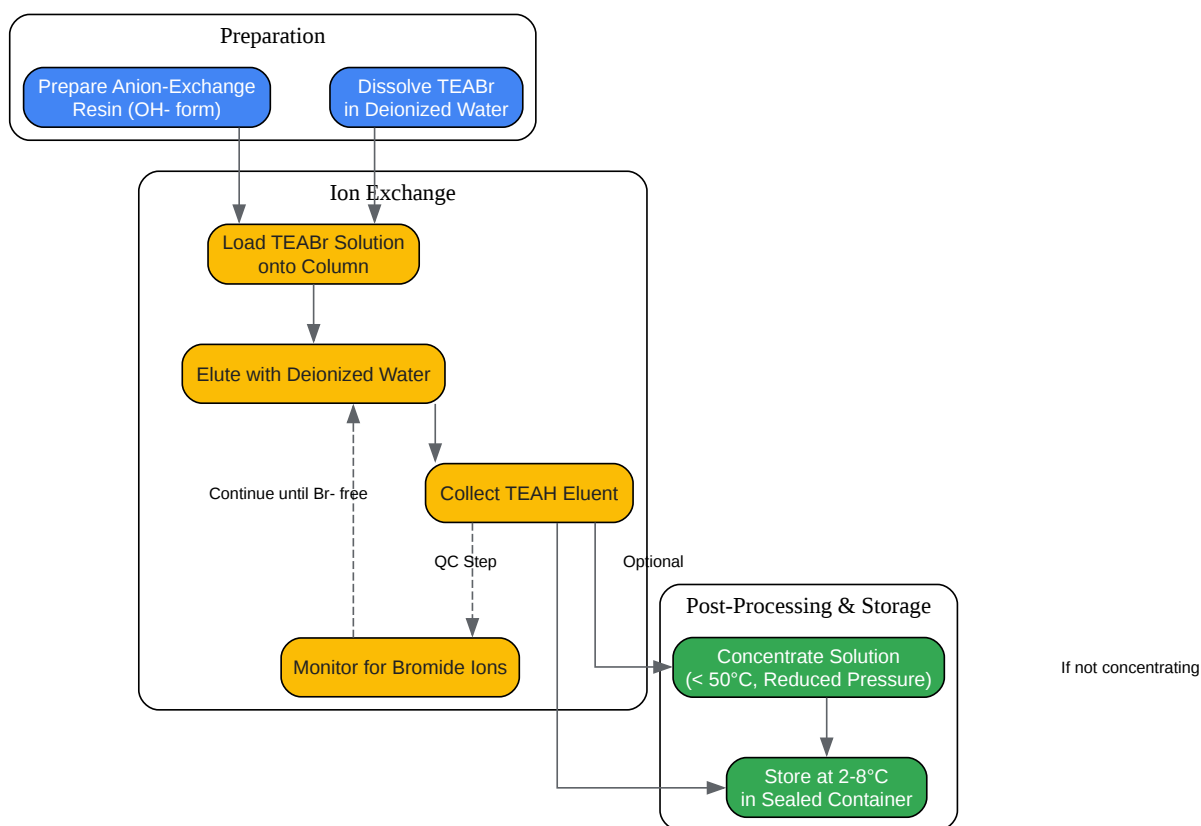 Preparation
Prepare Anion-Exchange
Resin (OH- form)
Dissolve TEABr
in Deionized Water
Ion Exchange
Load TEABr Solution
onto Column
Elute with Deionized Water
Continue until Br- free
Collect TEAH Eluent
QC Step
Optional
Monitor for Bromide Ions
Post-Processing & Storage
Concentrate Solution
(< 50°C, Reduced Pressure)
If not concentrating
Store at 2-8°C
in Sealed Container